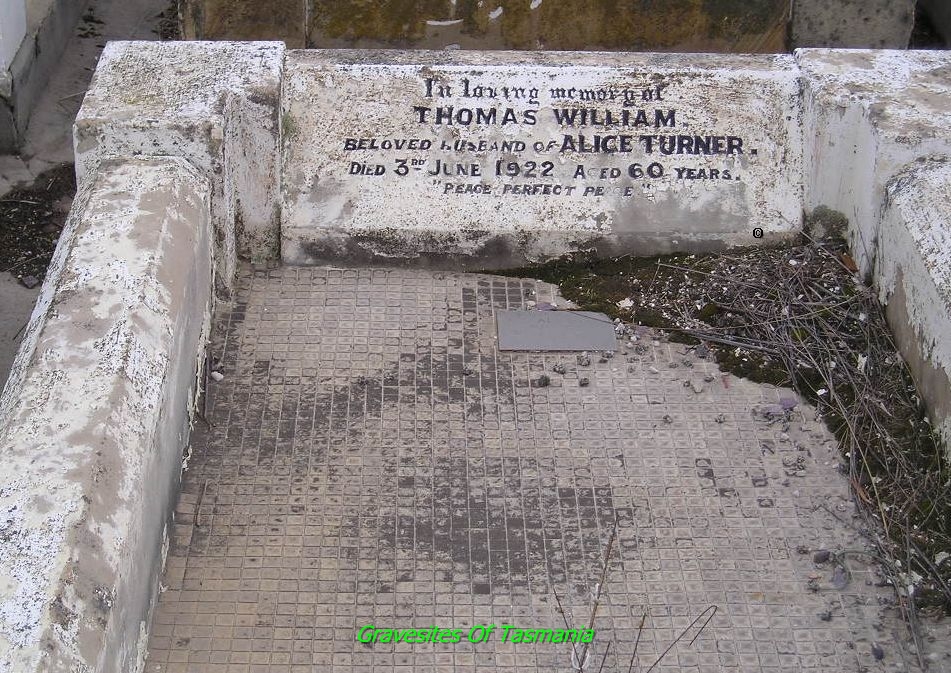 In loving memory of
THOMAS WILLIAM
BELOVED HUSBAND OF ALICE TURNER.
DIED 3RD JUNE 1922 AGED 60 YEARS.
"PEACE PERFECT PEACE"
©
Gravesites Of Tasmania